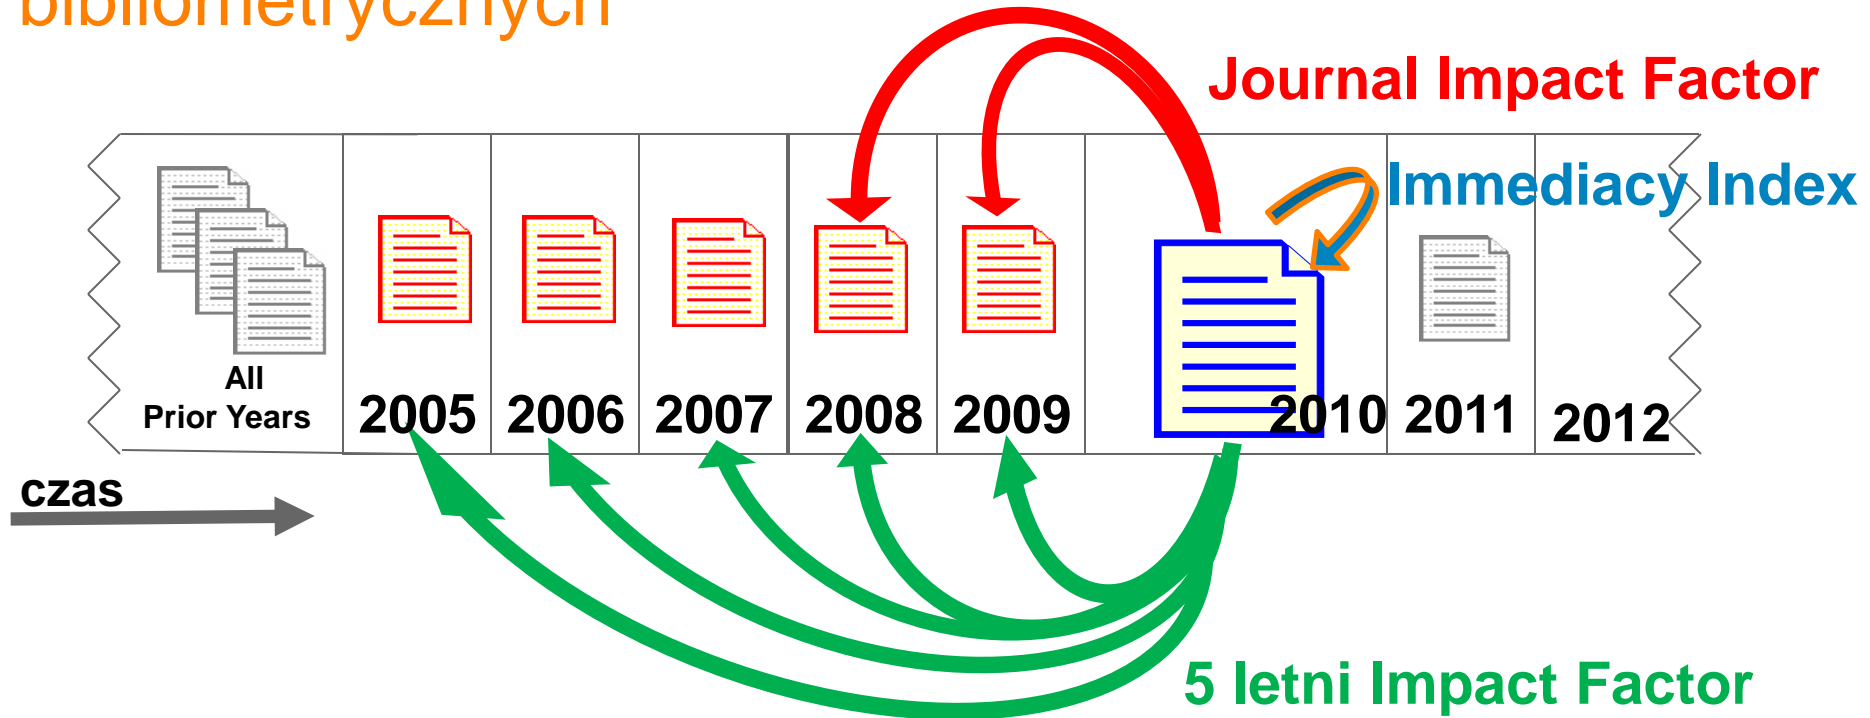 bibliometrycznych
Journal Impact Factor
Immediacy Index
All
Prior Years
2005 2006 2007 2008 2009 2010 2011 2012
czas
5 letni Impact Factor